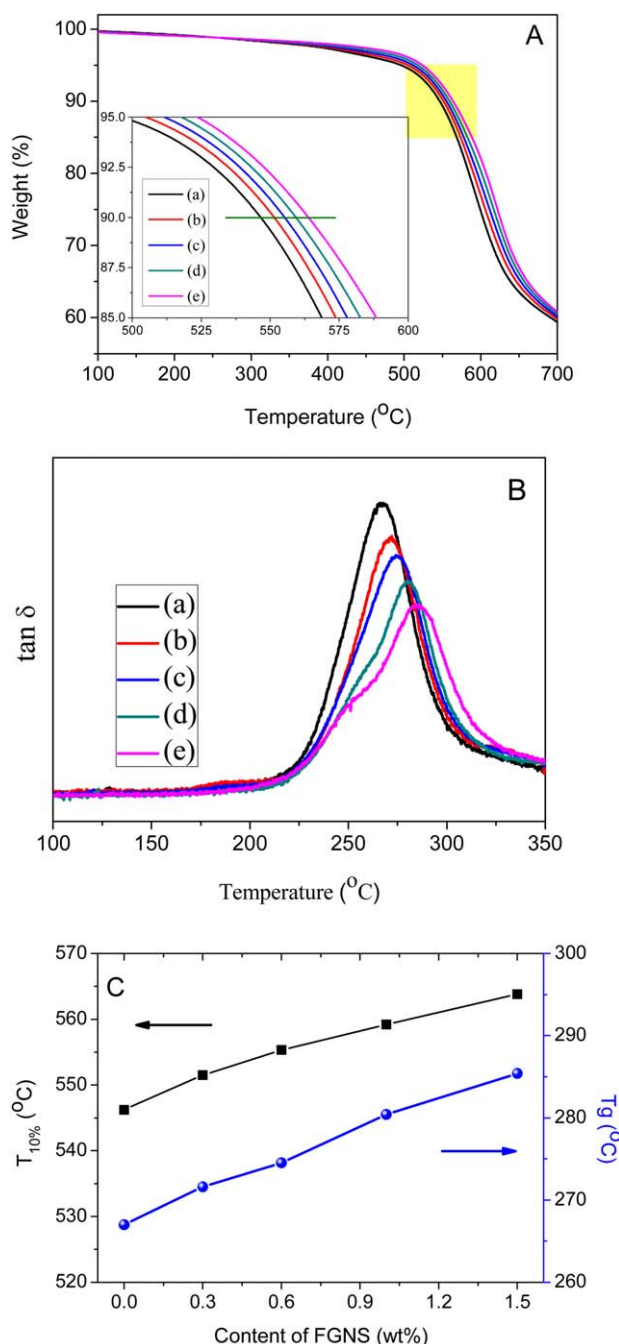 A
100
90
80
70
60
Weight (%)
95.0
92.5
90.0
87.5
85.0
(a)
(b)
(c)
(d)
(e)
500 525 550 575 600
100 200 300 400 500 600 700
Temperature (°C)
B
tan δ
(a)
(b)
(c)
(d)
(e)
100 150 200 250 300 350
Temperature (°C)
C
570
560
550
540
530
520
T10% (°C)
300
290
280
270
260
Tg (°C)
0.0 0.3 0.6 0.9 1.2 1.5
Content of FGNS (wt%)